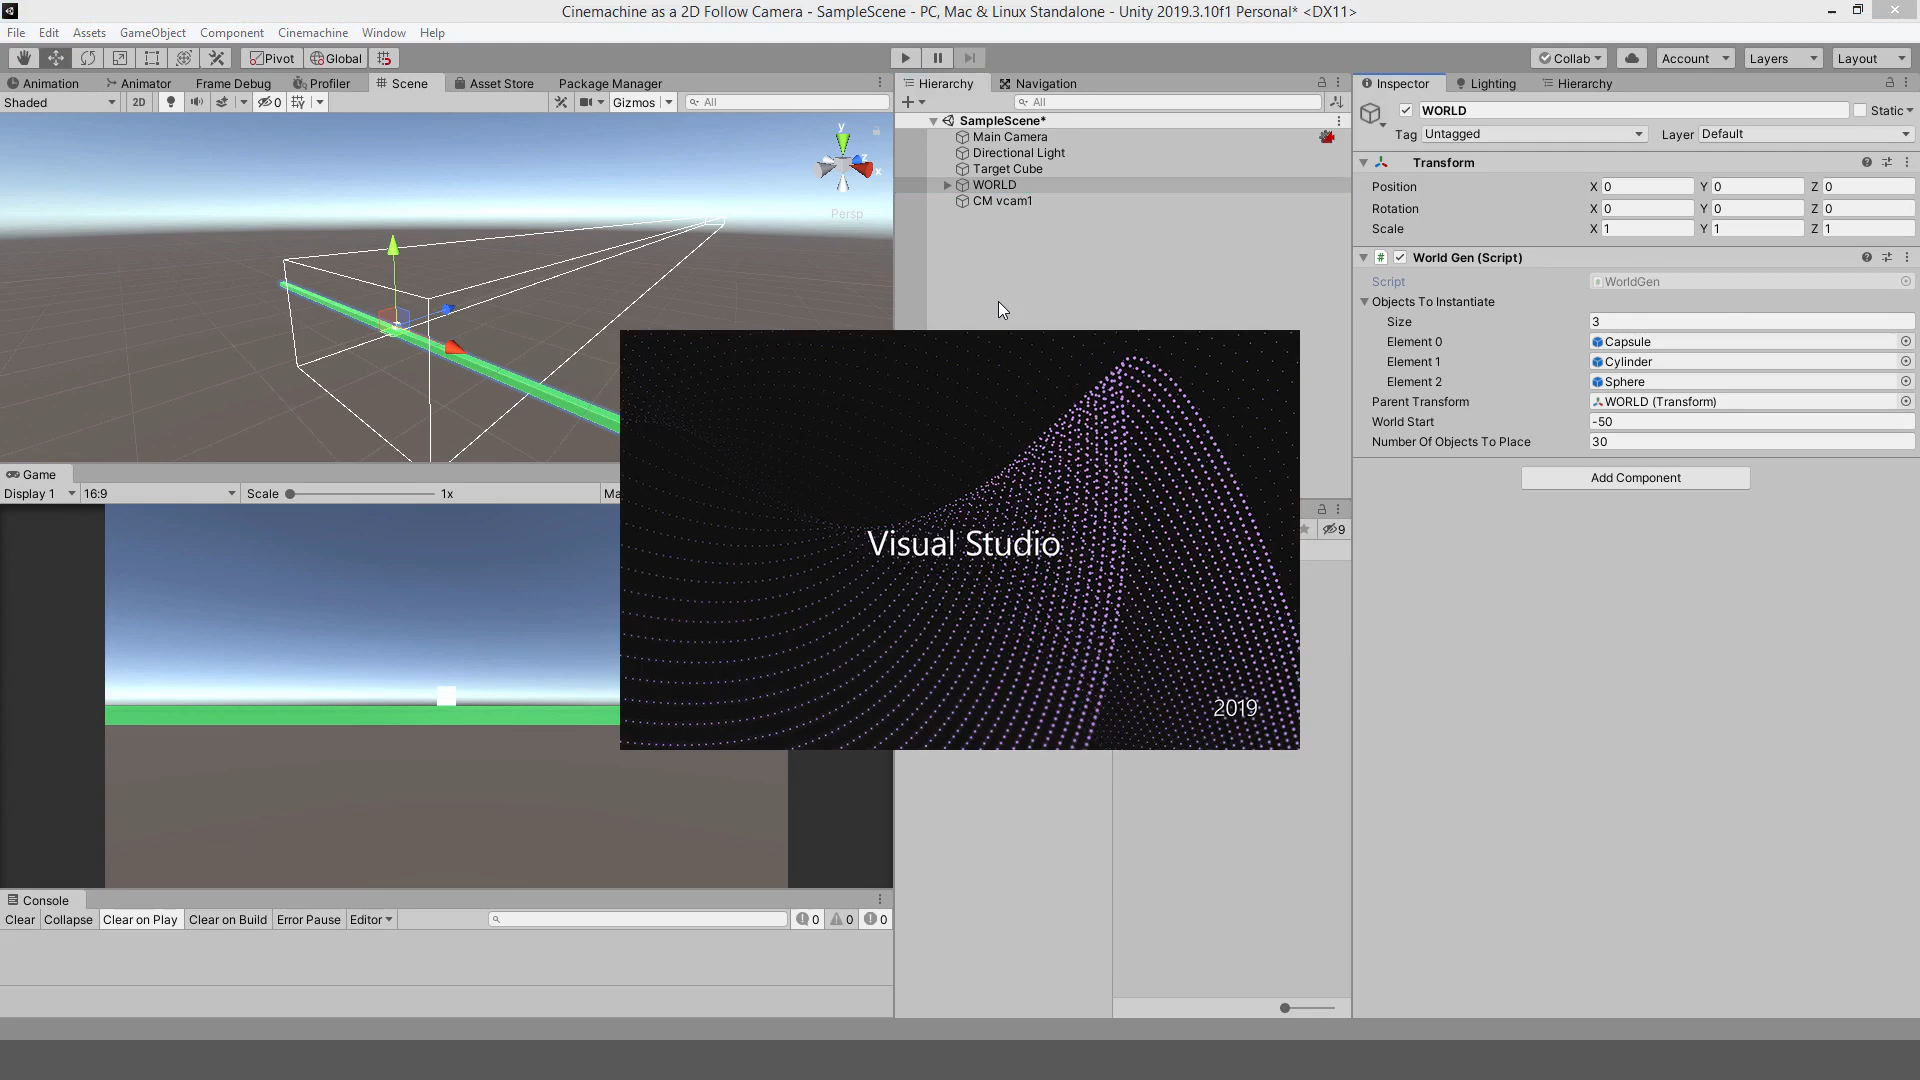 Cinemachine as a 2D Follow Camera - SampleScene - PC, Mac & Linux Standalone - Unity 2019.3.10f1 Personal* <DX11>
File Edit Assets GameObject Component Cinemachine Window Help
Pivot Global Collab Account Layers Layout
Animation Animator Frame Debug Profiler Scene Asset Store Package Manager
Shaded 2D 0 Gizmos All
y
z
x
Persp
Hierarchy Navigation
All
SampleScene*
Main Camera
Directional Light
Target Cube
WORLD
CM vcam1
Inspector Lighting Hierarchy
WORLD Static
Tag Untagged Layer Default
Transform
Position X 0 Y 0 Z 0
Rotation X 0 Y 0 Z 0
Scale X 1 Y 1 Z 1
# World Gen (Script)
Script WorldGen
Objects To Instantiate
Size 3
Element 0 Capsule
Element 1 Cylinder
Element 2 Sphere
Parent Transform WORLD (Transform)
World Start -50
Number Of Objects To Place 30
Add Component
Game
Display 1 16:9 Scale 1x Ma
9
Visual Studio
2019
Console
Clear Collapse Clear on Play Clear on Build Error Pause Editor 0 0 0